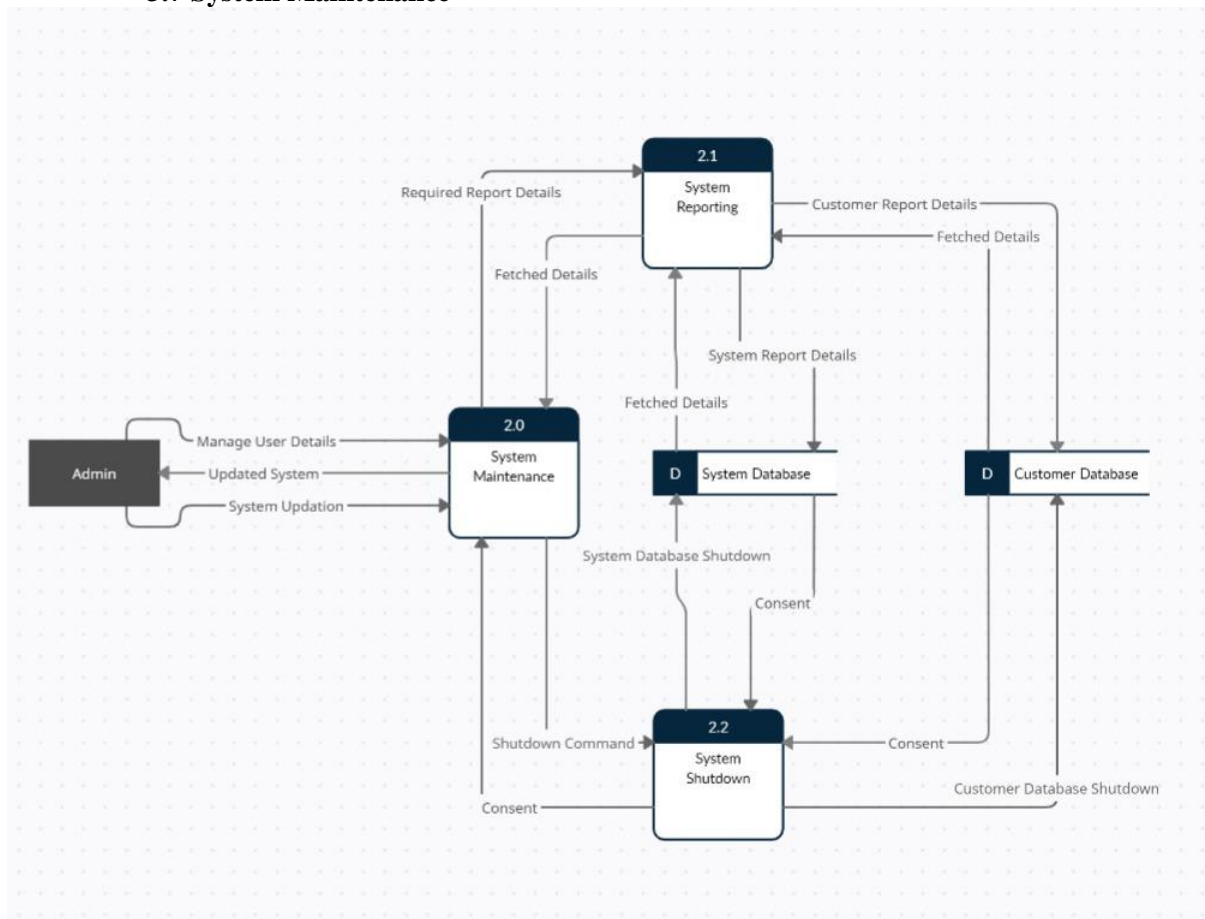 System Maintenance
2.1
System
Reporting
Required Report Details
Customer Report Details
Fetched Details
Fetched Details
System Report Details
Fetched Details
2.0
System
Maintenance
Manage User Details
Admin
Updated System
System Updation
D System Database
D Customer Database
System Database Shutdown
Consent
2.2
System
Shutdown
Shutdown Command
Consent
Customer Database Shutdown
Consent